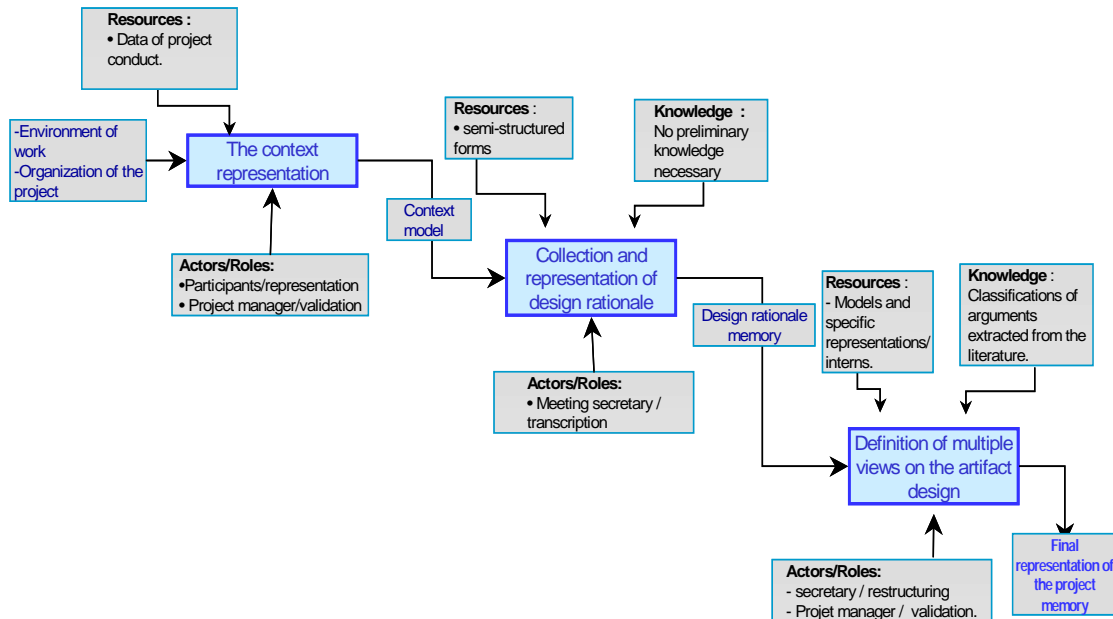 Resources :
• Data of project
conduct.
-Environment of
work
-Organization of the
project
The context
representation
Actors/Roles:
•Participants/representation
• Project manager/validation
Context
model
Resources :
• semi-structured
forms
Knowledge :
No preliminary
knowledge
necessary
Collection and
representation of
design rationale
Actors/Roles:
• Meeting secretary /
transcription
Design rationale
memory
Resources :
- Models and
specific
representations/
interns.
Knowledge :
Classifications of
arguments
extracted from the
literature.
Definition of multiple
views on the artifact
design
Actors/Roles:
- secretary / restructuring
- Projet manager / validation.
Final
representation of
the project
memory